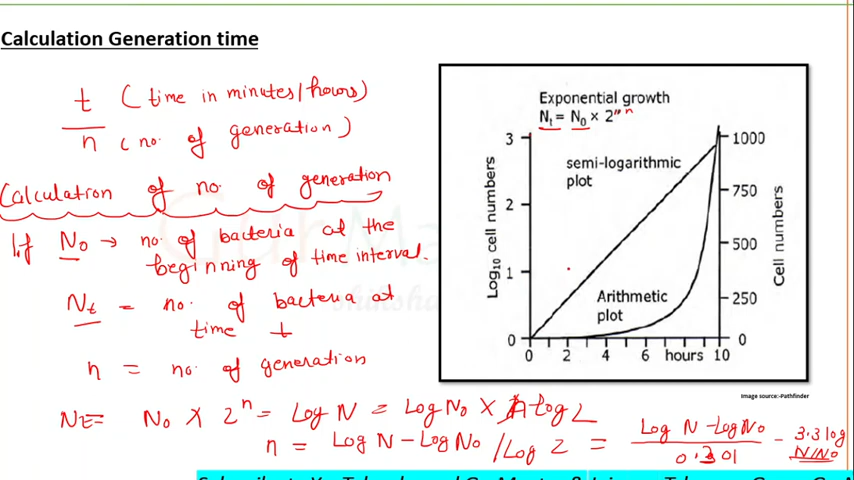 Calculation Generation time
t ( time in minutes/hours)
n ( no. of generation )
Calculation of no. of generation
If N0 → no. of bacteria at the
beginning of time interval.
Nt = no. of bacteria at
time t
n = no. of generation
Nt = N0 X 2^n = Log N = Log N0 X n log 2
n = Log N - Log N0 / Log 2 = Log N - Log N0 / 0.301 - 3.3 log N/N0
Exponential growth
Nt = N0 × 2^n n
semi-logarithmic
plot
Arithmetic
plot
Log10 cell numbers
3
2
1
0
Cell numbers
1000
750
500
250
0
0 2 4 6 hours 10
Image source:-Pathfinder